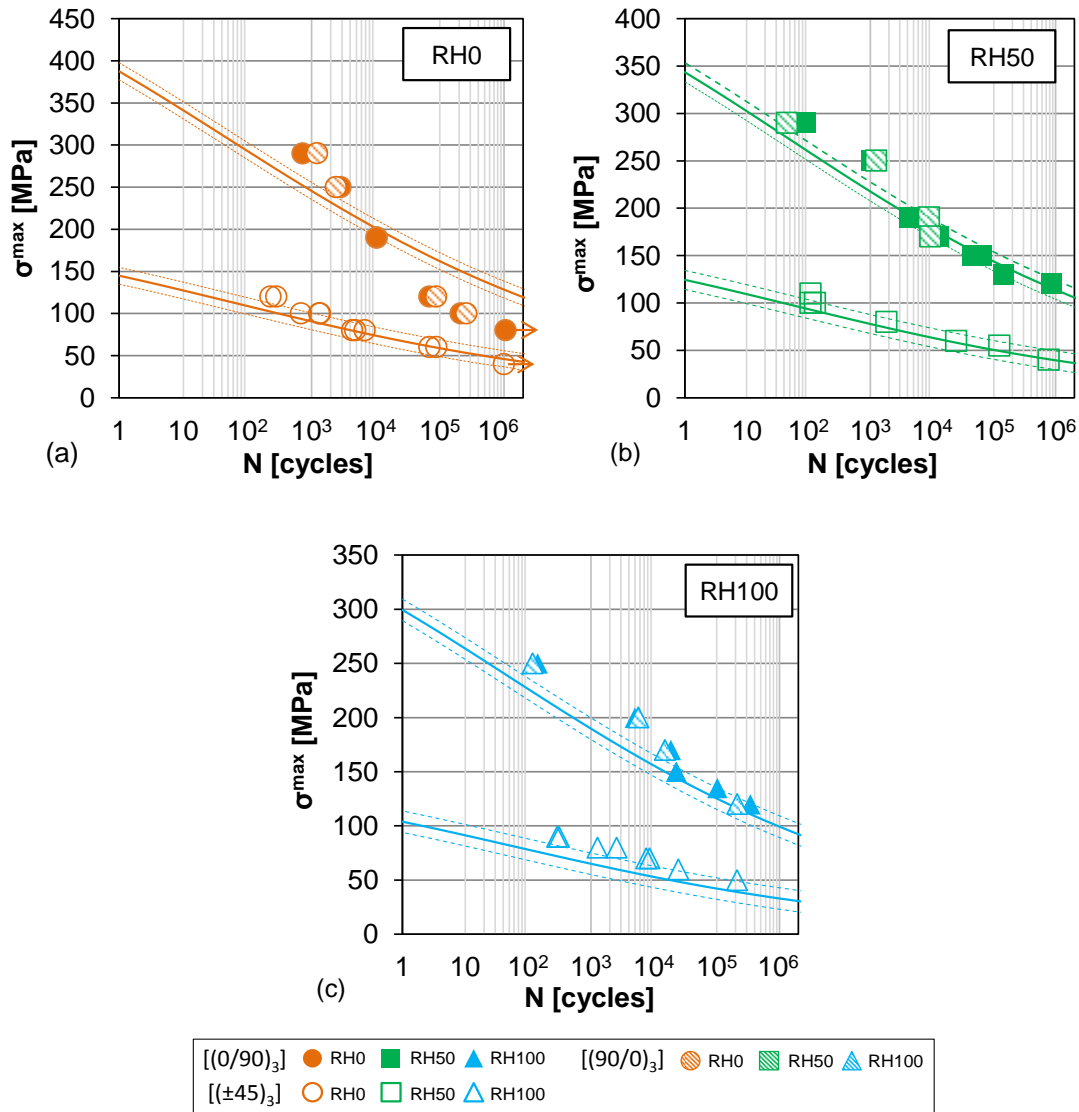 RH0
450
400
350
300
250
200
150
100
50
0
σᵐᵃˣ [MPa]
1 10 10² 10³ 10⁴ 10⁵ 10⁶
N [cycles]
(a)
RH50
400
350
300
250
200
150
100
50
0
σᵐᵃˣ [MPa]
1 10 10² 10³ 10⁴ 10⁵ 10⁶
N [cycles]
(b)
RH100
350
300
250
200
150
100
50
0
σᵐᵃˣ [MPa]
1 10 10² 10³ 10⁴ 10⁵ 10⁶
N [cycles]
(c)
[(0/90)₃] RH0 RH50 RH100 [(90/0)₃] RH0 RH50 RH100
[(±45)₃] RH0 RH50 RH100